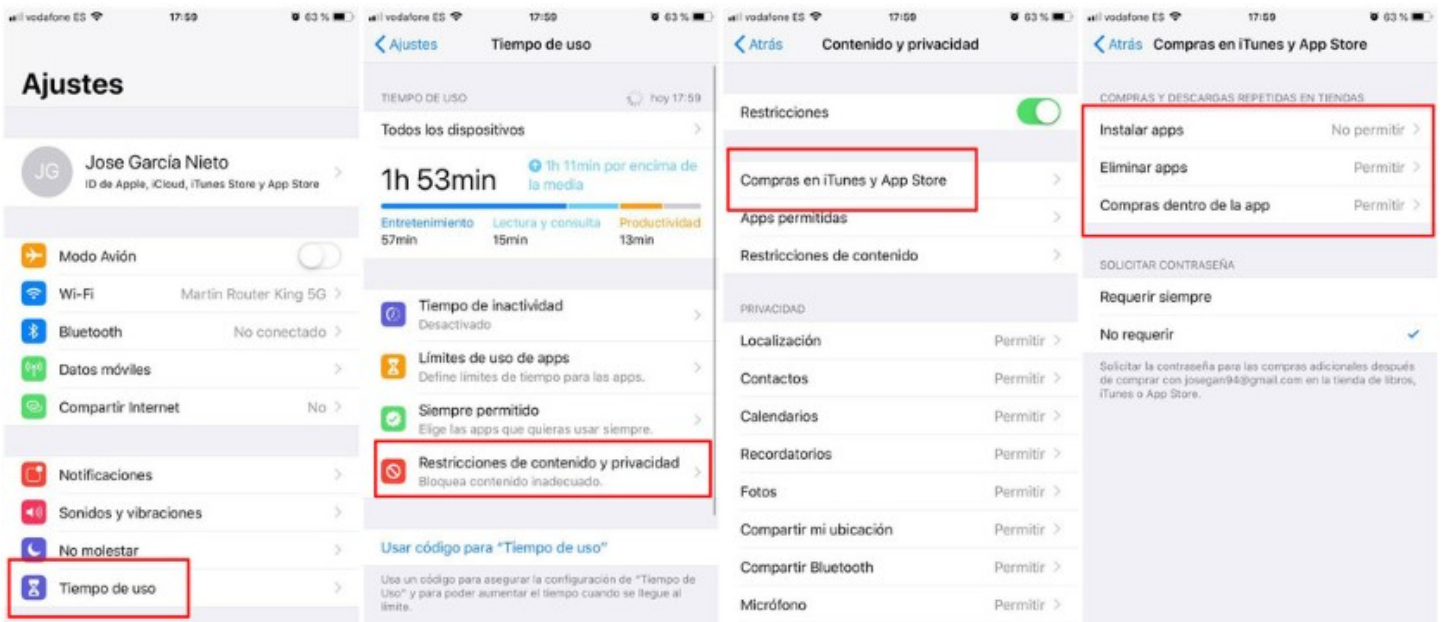 vodafone ES 17:59 63 %
Ajustes
JG
Jose García Nieto
ID de Apple, iCloud, iTunes Store y App Store
Modo Avión
Wi-Fi Martin Router King 5G
Bluetooth No conectado
Datos móviles
Compartir Internet No
Notificaciones
Sonidos y vibraciones
No molestar
Tiempo de uso
vodafone ES 17:59 63 %
Ajustes Tiempo de uso
TIEMPO DE USO hoy 17:59
Todos los dispositivos
1h 53min
1h 11min por encima de
la media
Entretenimiento Lectura y consulta Productividad
57min 15min 13min
Tiempo de inactividad
Desactivado
Límites de uso de apps
Define límites de tiempo para las apps.
Siempre permitido
Elige las apps que quieras usar siempre.
Restricciones de contenido y privacidad
Bloquea contenido inadecuado.
Usar código para “Tiempo de uso”
Usa un código para asegurar la configuración de “Tiempo de
Uso” y para poder aumentar el tiempo cuando se llegue al
límite.
vodafone ES 17:59 63 %
Atrás Contenido y privacidad
Restricciones
Compras en iTunes y App Store
Apps permitidas
Restricciones de contenido
PRIVACIDAD
Localización Permitir
Contactos Permitir
Calendarios Permitir
Recordatorios Permitir
Fotos Permitir
Compartir mi ubicación Permitir
Compartir Bluetooth Permitir
Micrófono Permitir
vodafone ES 17:59 63 %
Atrás Compras en iTunes y App Store
COMPRAS Y DESCARGAS REPETIDAS EN TIENDAS
Instalar apps No permitir
Eliminar apps Permitir
Compras dentro de la app Permitir
SOLICITAR CONTRASEÑA
Requerir siempre
No requerir
Solicitar la contraseña para las compras adicionales después
de comprar con josegan94@gmail.com en la tienda de libros,
iTunes o App Store.